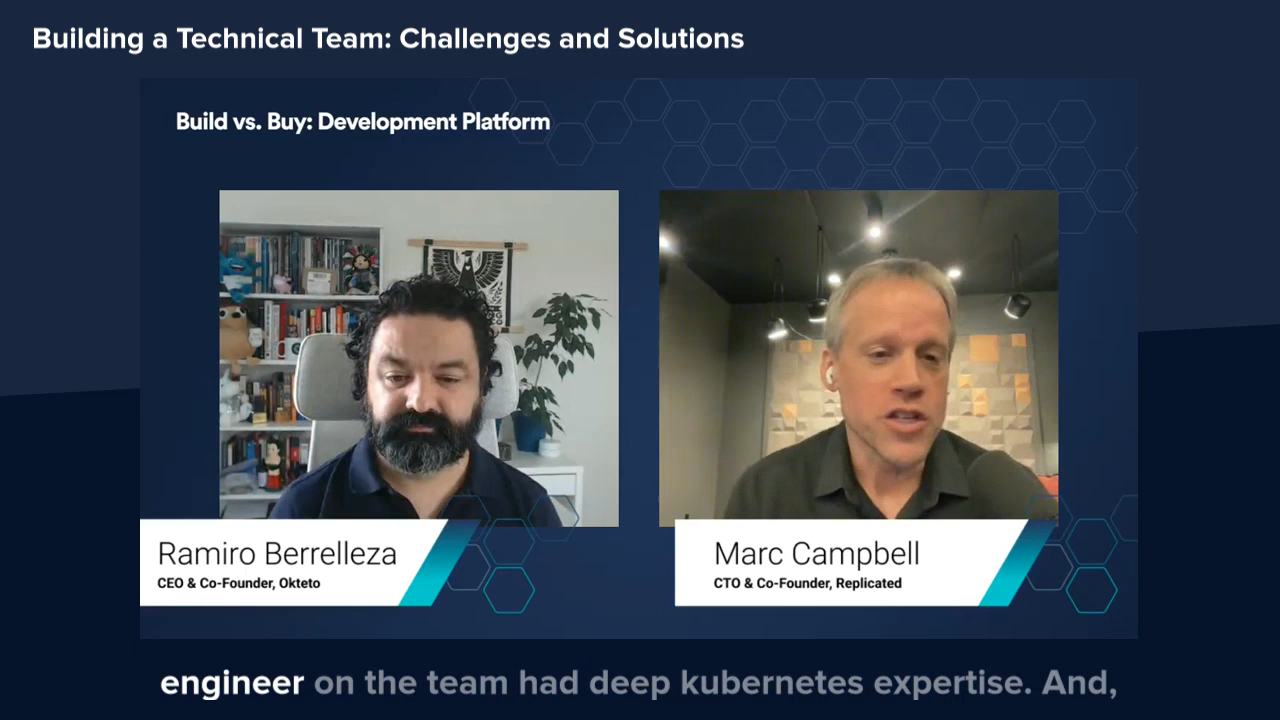 Building a Technical Team: Challenges and Solutions
Build vs. Buy: Development Platform
Ramiro Berrelleza
CEO & Co-Founder, Okteto
Marc Campbell
CTO & Co-Founder, Replicated
engineer on the team had deep kubernetes expertise. And,